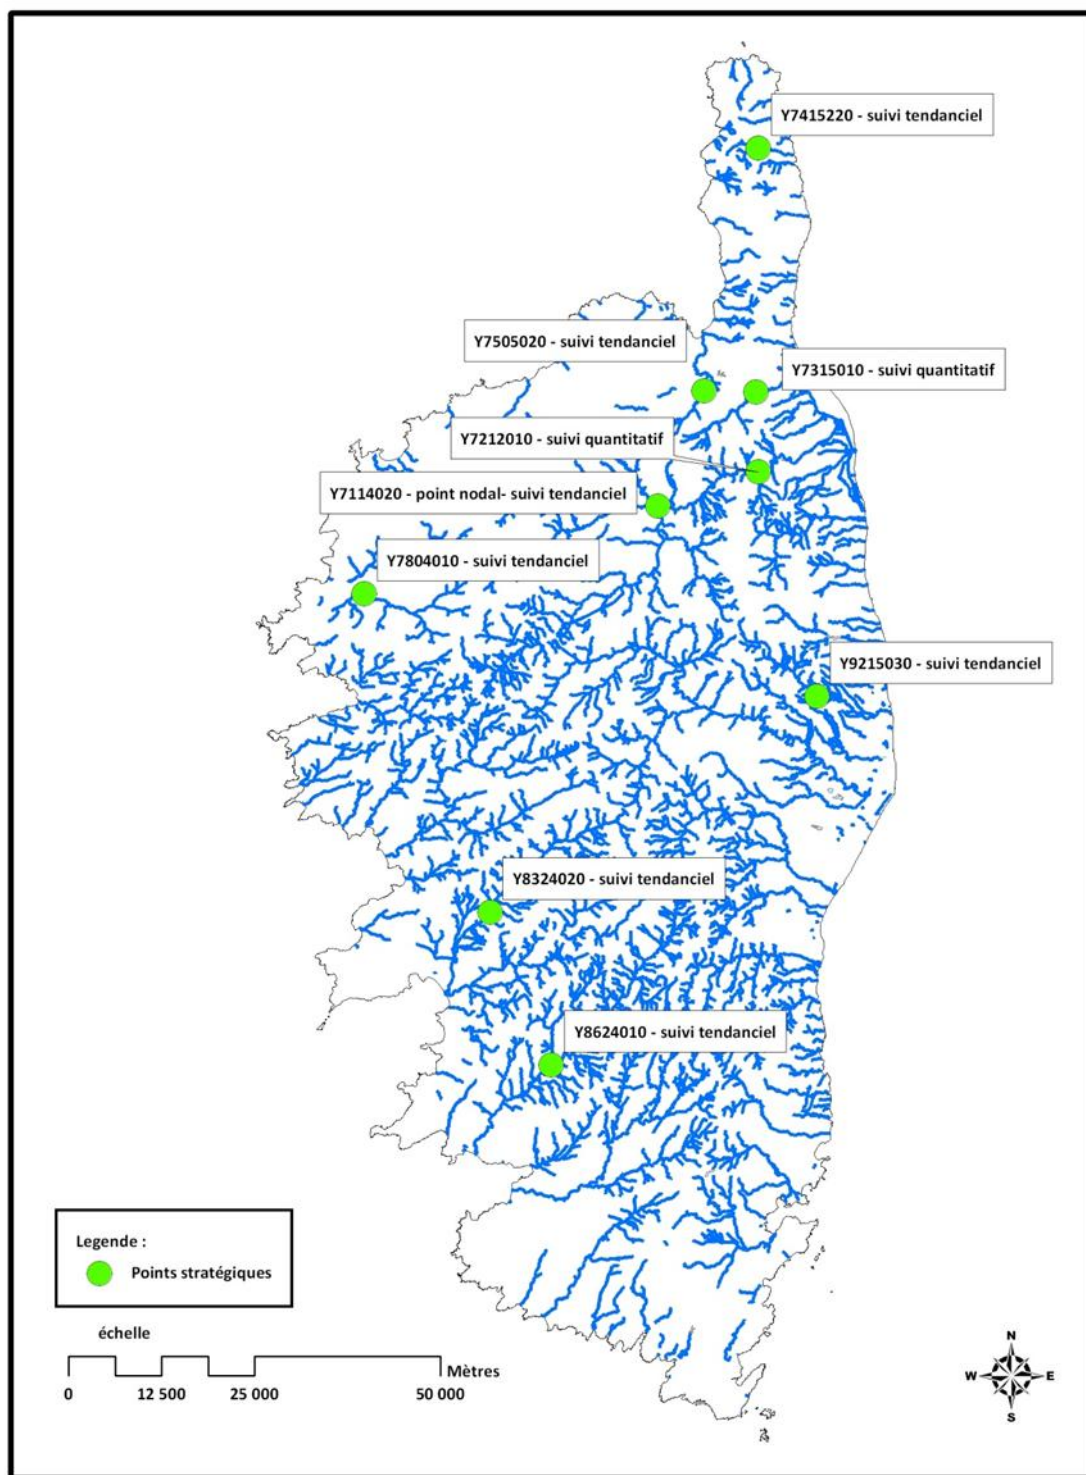 Y7415220 - suivi tendanciel
Y7505020 - suivi tendanciel
Y7315010 - suivi quantitatif
Y7212010 - suivi quantitatif
Y7114020 - point nodal- suivi tendanciel
Y7804010 - suivi tendanciel
Y9215030 - suivi tendanciel
Y8324020 - suivi tendanciel
Y8624010 - suivi tendanciel
Legende :
Points stratégiques
échelle
Mètres
0 12 500 25 000 50 000
N
W E
S